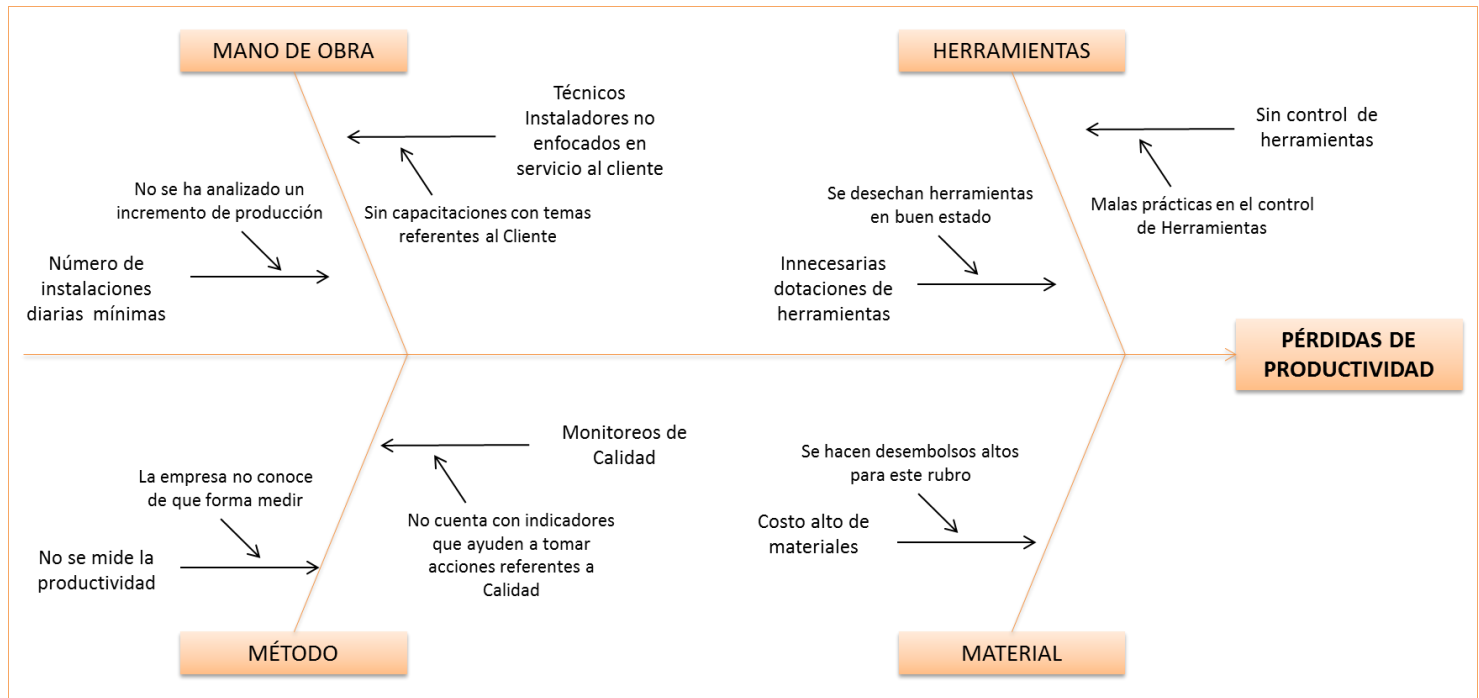 MANO DE OBRA
HERRAMIENTAS
Técnicos
Instaladores no
enfocados en
servicio al cliente
Sin control de
herramientas
No se ha analizado un
incremento de producción
Sin capacitaciones con temas
referentes al Cliente
Se desechan herramientas
en buen estado
Malas prácticas en el control
de Herramientas
Número de
instalaciones
diarias mínimas
Innecesarias
dotaciones de
herramientas
PÉRDIDAS DE
PRODUCTIVIDAD
Monitoreos de
Calidad
La empresa no conoce
de que forma medir
Se hacen desembolsos altos
para este rubro
No cuenta con indicadores
que ayuden a tomar
acciones referentes a
Calidad
No se mide la
productividad
Costo alto de
materiales
MÉTODO
MATERIAL